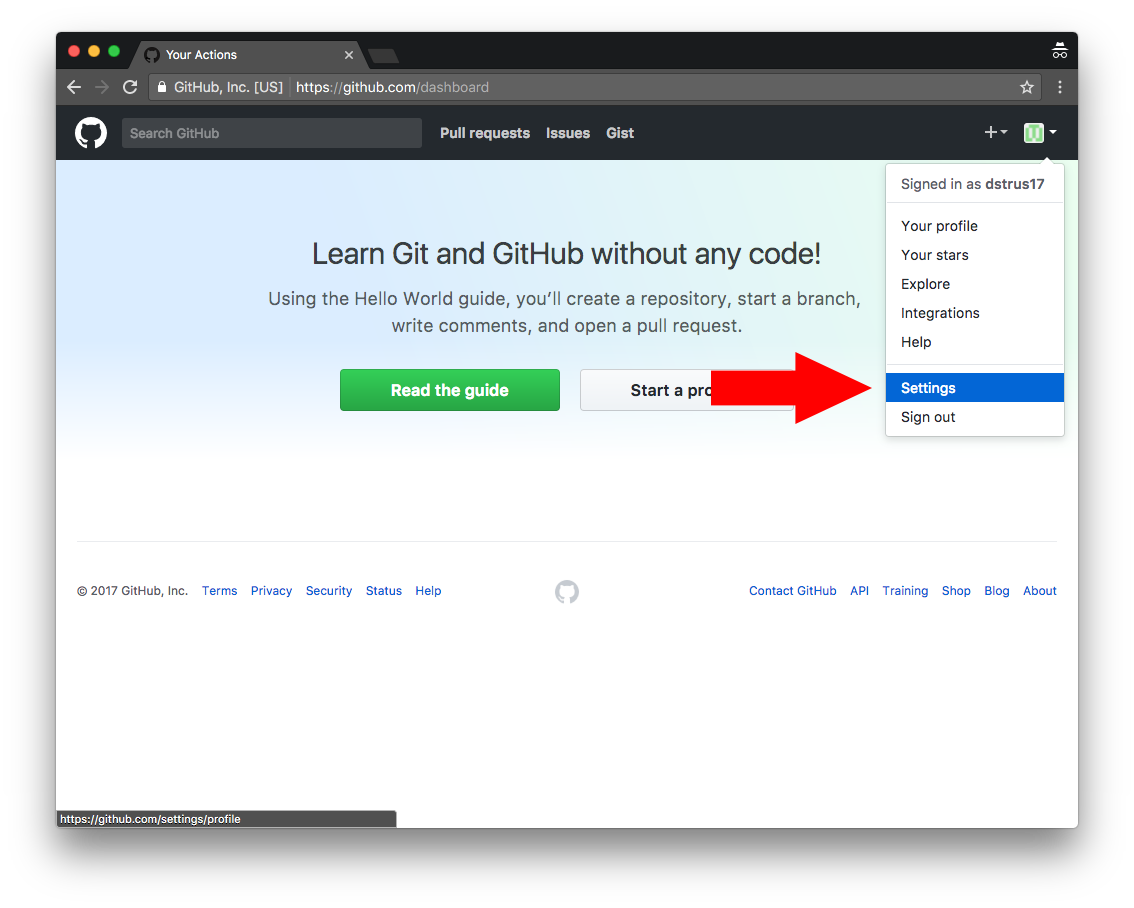 Your Actions
GitHub, Inc. [US] https://github.com/dashboard
Search GitHub Pull requests Issues Gist
Signed in as dstrus17
Your profile
Your stars
Explore
Integrations
Help
Settings
Sign out
Learn Git and GitHub without any code!
Using the Hello World guide, you’ll create a repository, start a branch,
write comments, and open a pull request.
Read the guide Start a pro
© 2017 GitHub, Inc. Terms Privacy Security Status Help Contact GitHub API Training Shop Blog About
https://github.com/settings/profile